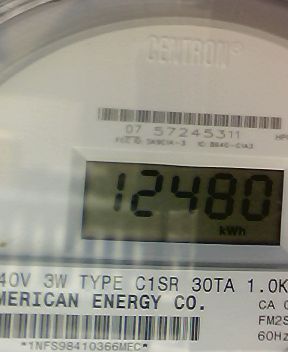 CENTRON®
07 57245311
12480
kWh
40V 3W TYPE C1SR 30TA 1.0K
MERICAN ENERGY CO.
CA
FM2S
60Hz
*1NFS98410366MEC*